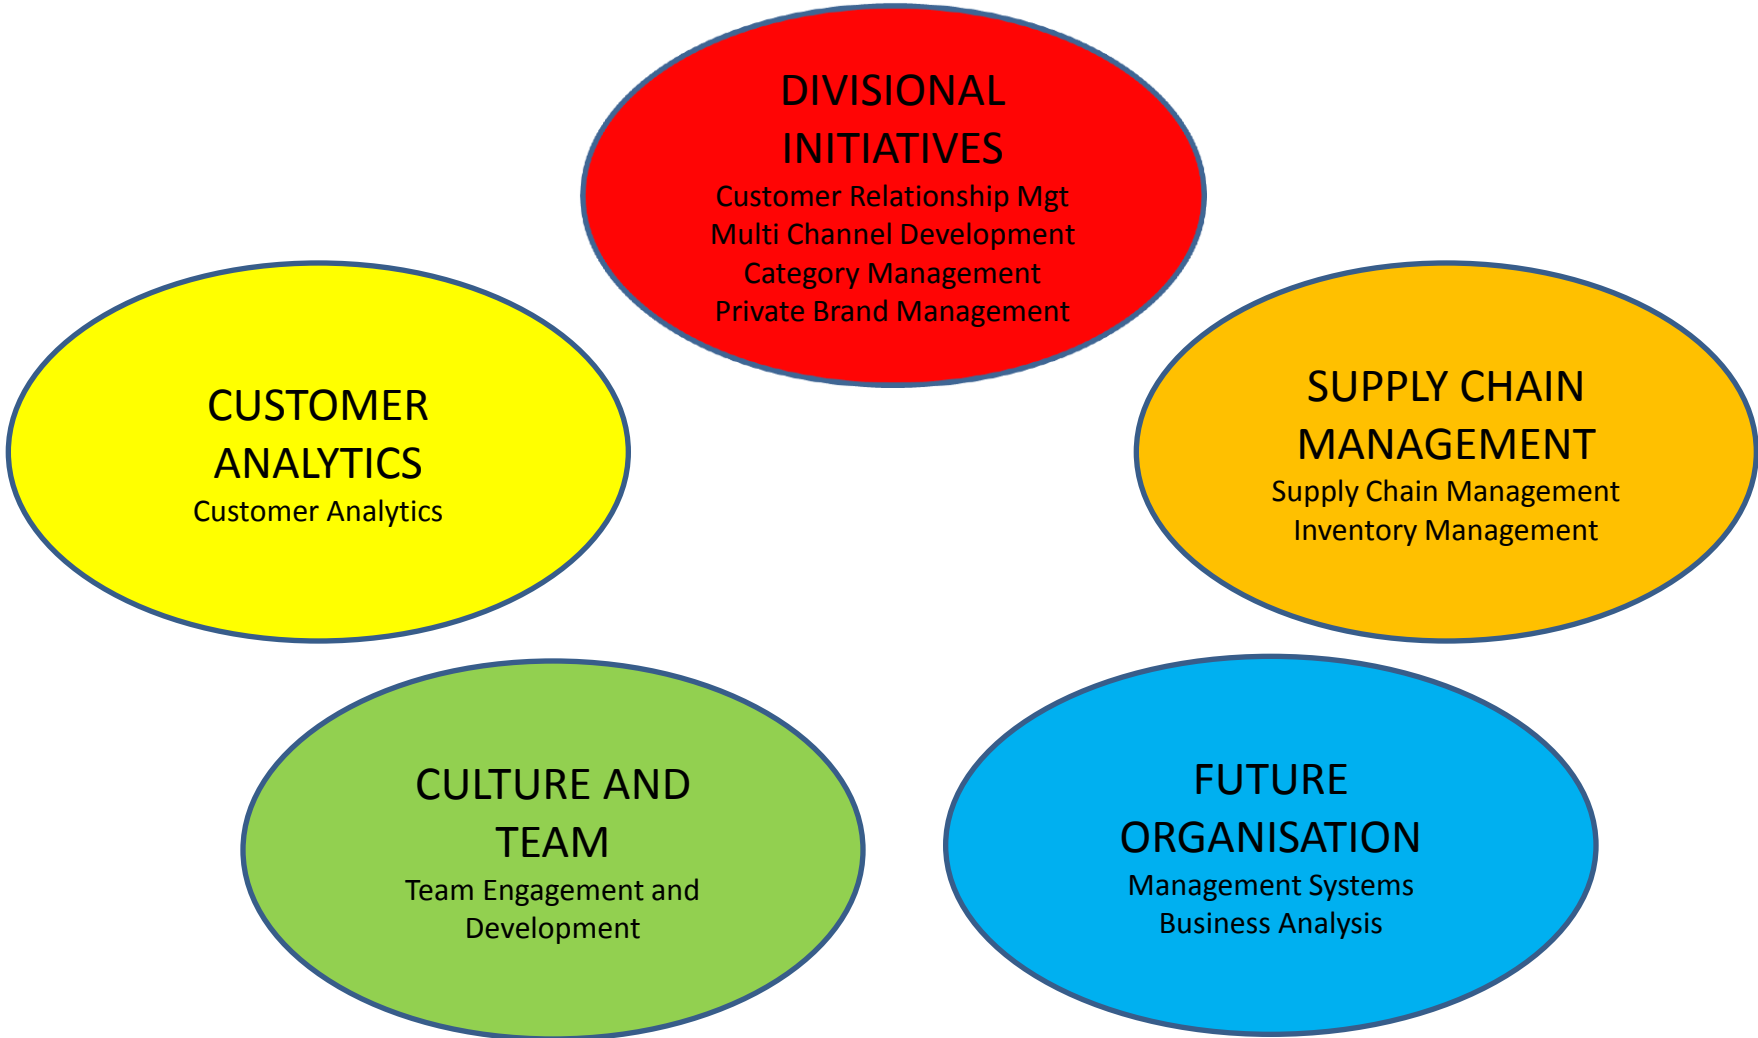 DIVISIONAL
INITIATIVES
Customer Relationship Mgt
Multi Channel Development
Category Management
Private Brand Management
CUSTOMER
ANALYTICS
Customer Analytics
SUPPLY CHAIN
MANAGEMENT
Supply Chain Management
Inventory Management
CULTURE AND
TEAM
Team Engagement and
Development
FUTURE
ORGANISATION
Management Systems
Business Analysis